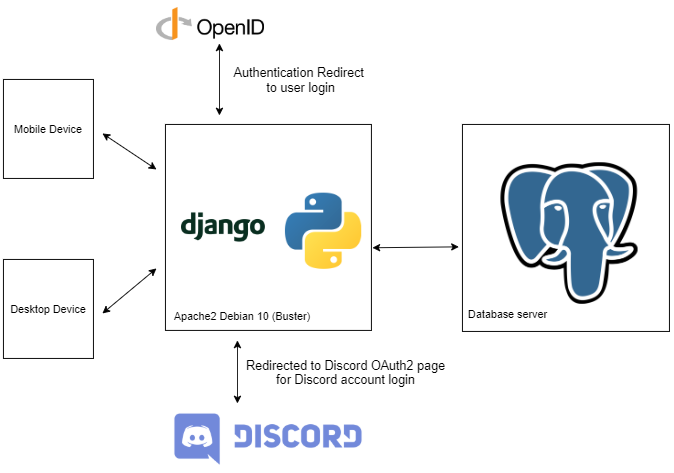 OpenID
Authentication Redirect
to user login
Mobile Device
django
Desktop Device
Apache2 Debian 10 (Buster)
Database server
Redirected to Discord OAuth2 page
for Discord account login
DISCORD